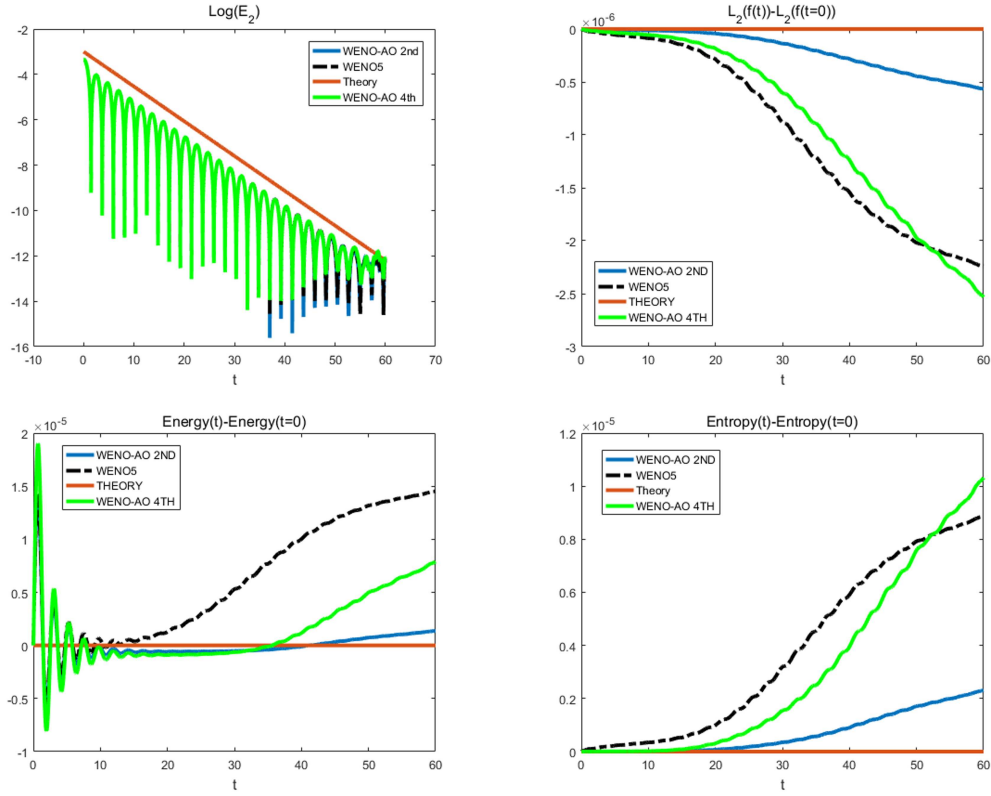 Log(E2)
-2
-4
-6
-8
-10
-12
-14
-16
WENO-AO 2nd
WENO5
Theory
WENO-AO 4th
-10 0 10 20 30 40 50 60 70
t
L2(f(t))-L2(f(t=0))
×10-6
0
-0.5
-1
-1.5
-2
-2.5
-3
WENO-AO 2ND
WENO5
THEORY
WENO-AO 4TH
0 10 20 30 40 50 60
t
Energy(t)-Energy(t=0)
×10-5
2
1.5
1
0.5
0
-0.5
-1
WENO-AO 2ND
WENO5
THEORY
WENO-AO 4TH
0 10 20 30 40 50 60
t
Entropy(t)-Entropy(t=0)
×10-5
1.2
1
0.8
0.6
0.4
0.2
0
WENO-AO 2ND
WENO5
Theory
WENO-AO 4TH
0 10 20 30 40 50 60
t